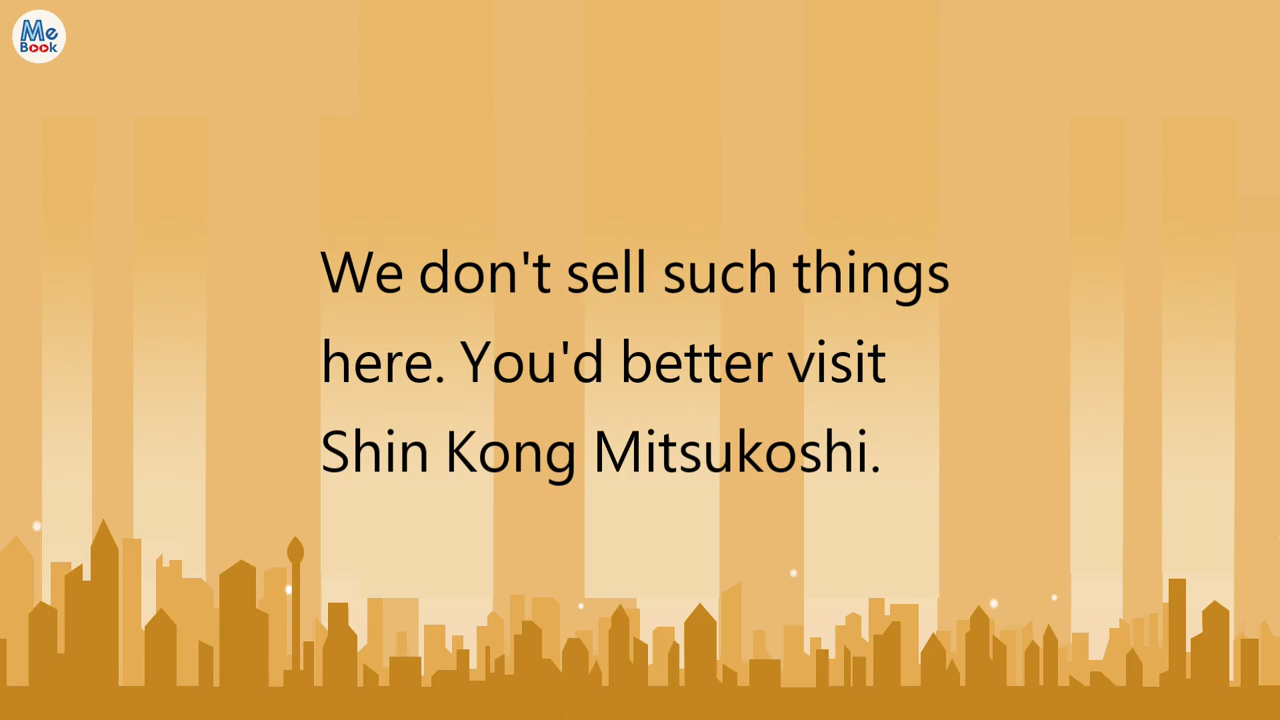 Me
Book
We don't sell such things
here. You'd better visit
Shin Kong Mitsukoshi.